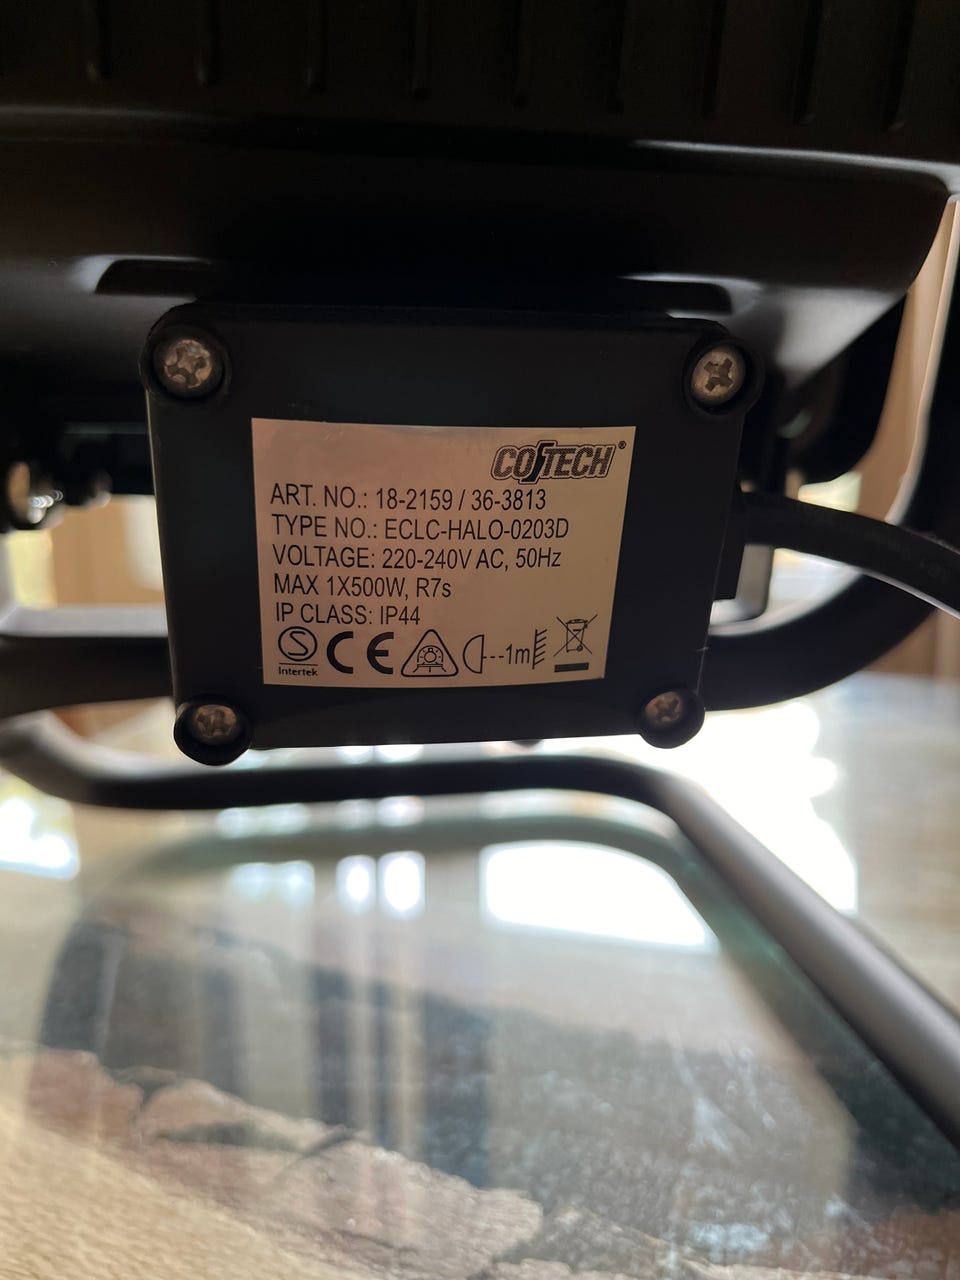 COTECH®
ART. NO.: 18-2159 / 36-3813
TYPE NO.: ECLC-HALO-0203D
VOLTAGE: 220-240V AC, 50Hz
MAX 1X500W, R7s
IP CLASS: IP44
S CE 1m
Intertek